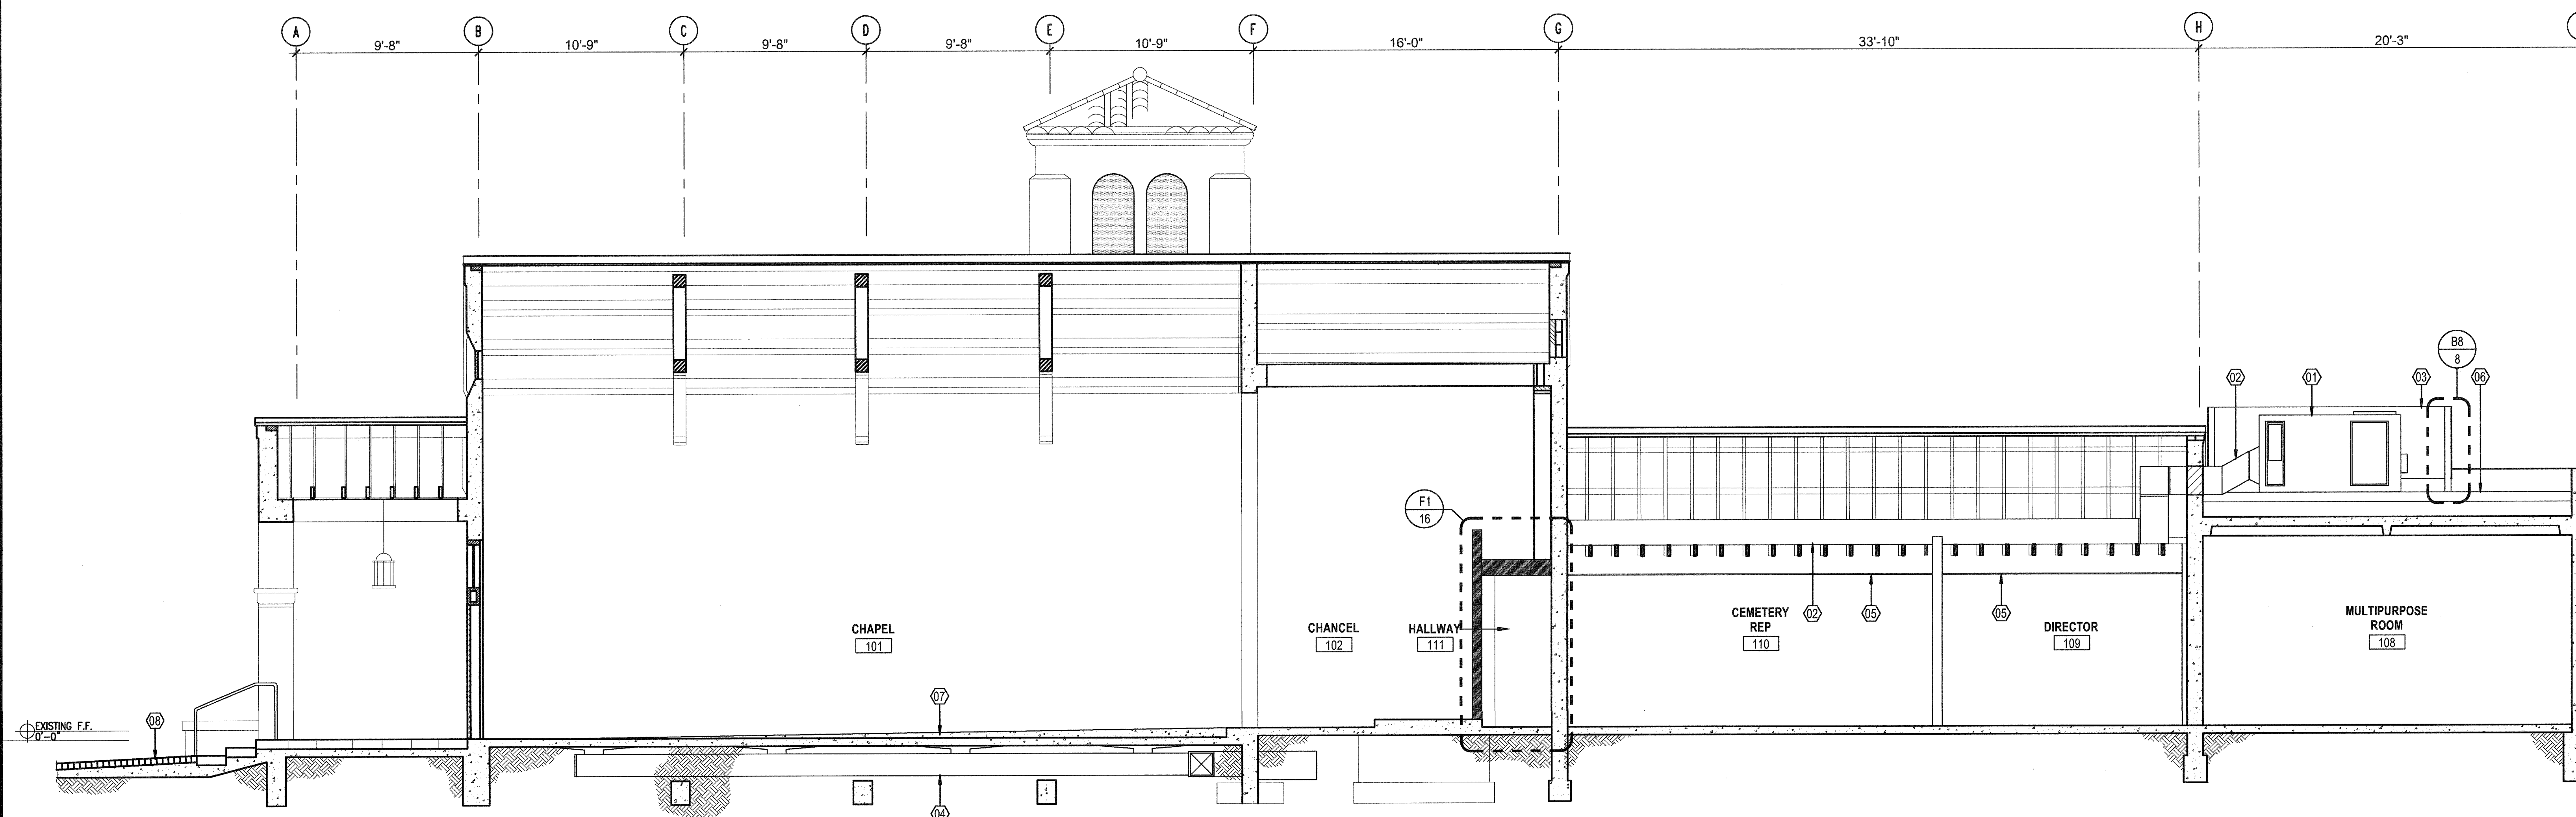 A
B
C
D
E
F
G
H
9'-8"
10'-9"
9'-8"
9'-8"
10'-9"
16'-0"
33'-10"
20'-3"
B8
8
02
01
03
06
F1
16
CHAPEL
101
CHANCEL
102
HALLWAY
111
CEMETERY
REP
110
02
05
05
DIRECTOR
109
MULTIPURPOSE
ROOM
108
EXISTING F.F.
0'-0"
08
07
04